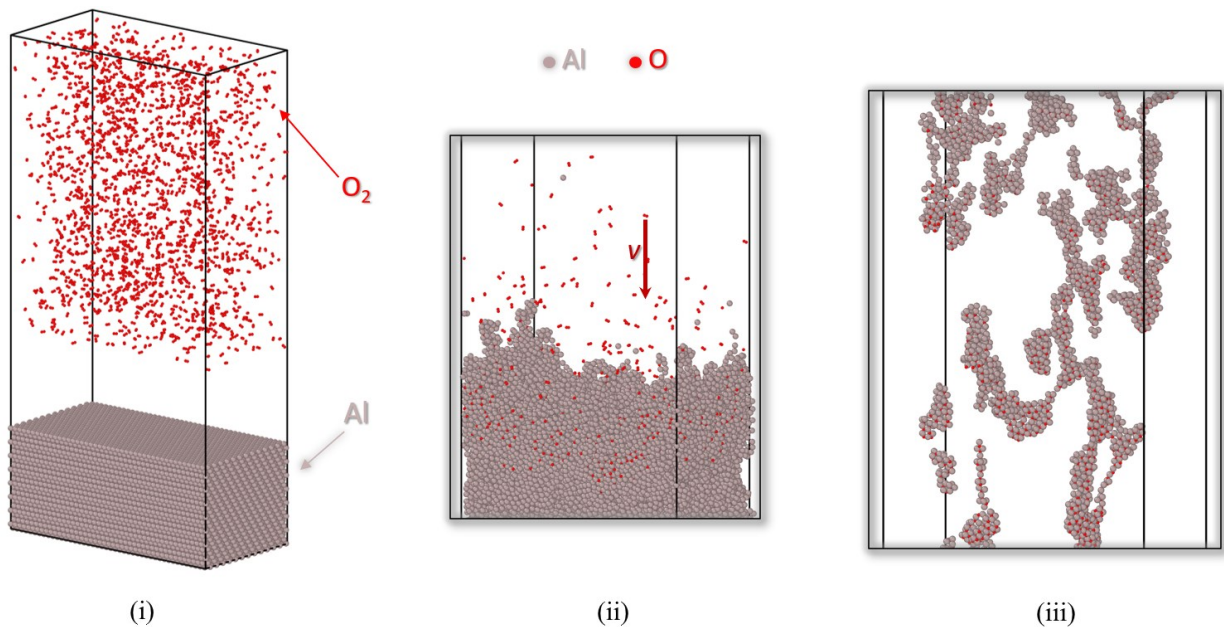 Al O
O₂
v
Al
(i) (ii) (iii)